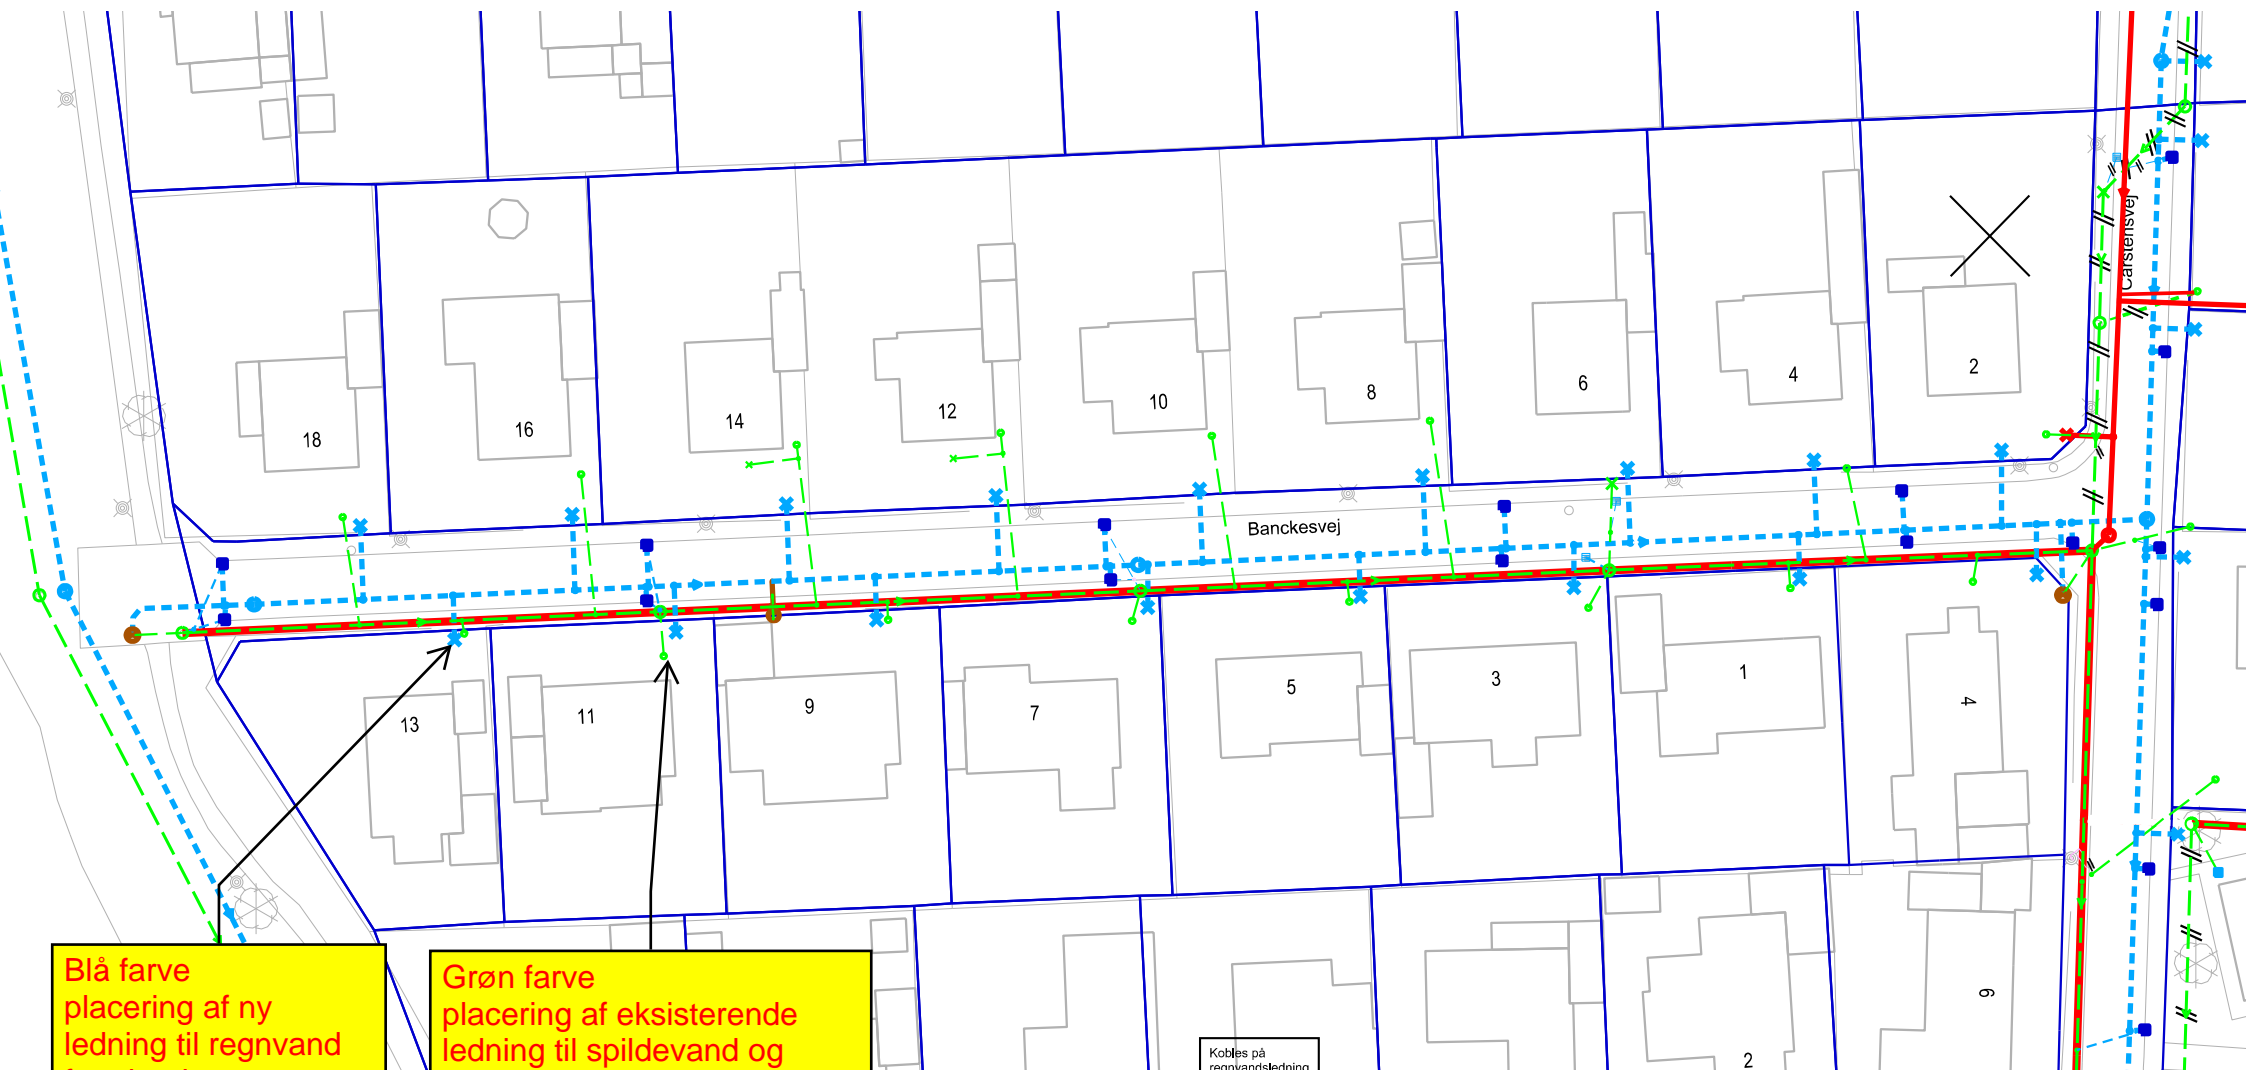 Carstensvej
2
4
6
8
10
12
14
16
18
Banckesvej
13
11
9
7
5
3
1
4
6
2
Blå farve
placering af ny
ledning til regnvand
Grøn farve
placering af eksisterende
ledning til spildevand og
Kobles på
regnvandsledning